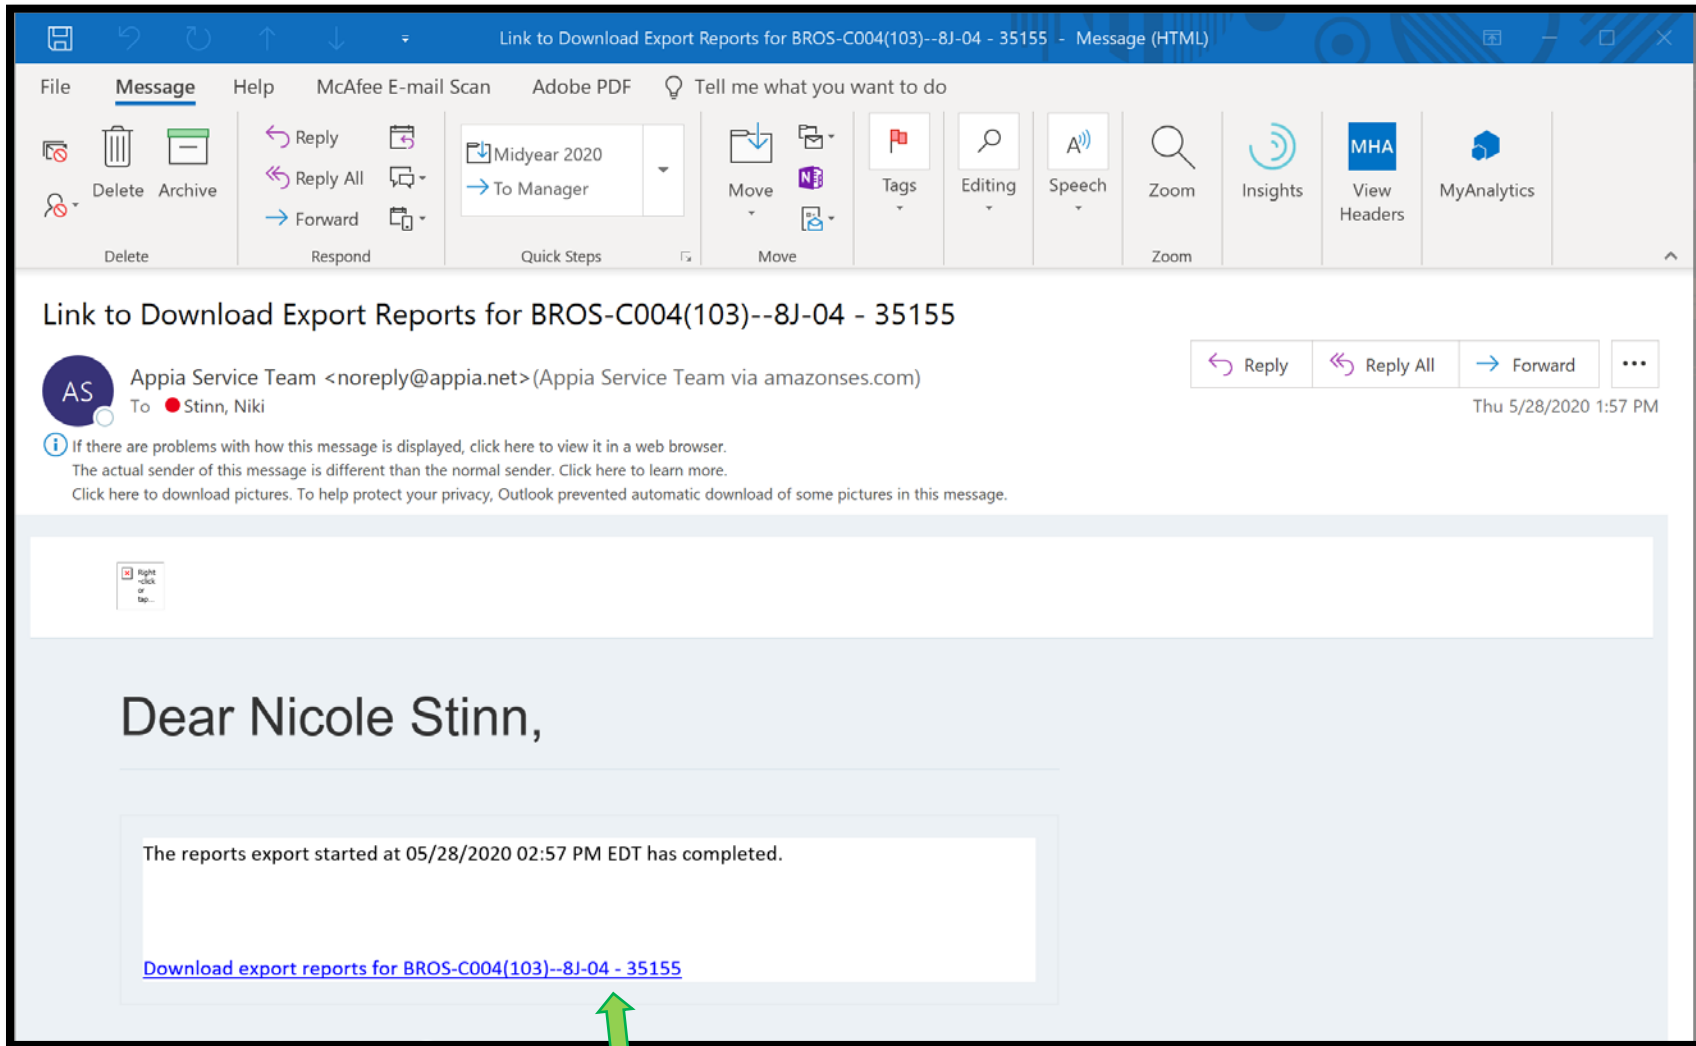 Link to Download Export Reports for BROS-C004(103)--8J-04 - 35155 - Message (HTML)
File Message Help McAfee E-mail Scan Adobe PDF Tell me what you want to do
Delete Archive
Delete
Reply
Reply All
Forward
Respond
Midyear 2020
To Manager
Quick Steps
Move
Move
Tags
Editing
Speech
Zoom
Zoom
Insights
MHA
View
Headers
MyAnalytics
Link to Download Export Reports for BROS-C004(103)--8J-04 - 35155
AS
Appia Service Team <noreply@appia.net>(Appia Service Team via amazonses.com)
To Stinn, Niki
Reply Reply All Forward
Thu 5/28/2020 1:57 PM
If there are problems with how this message is displayed, click here to view it in a web browser.
The actual sender of this message is different than the normal sender. Click here to learn more.
Click here to download pictures. To help protect your privacy, Outlook prevented automatic download of some pictures in this message.
Right
-click
or
tap...
Dear Nicole Stinn,
The reports export started at 05/28/2020 02:57 PM EDT has completed.
Download export reports for BROS-C004(103)--8J-04 - 35155